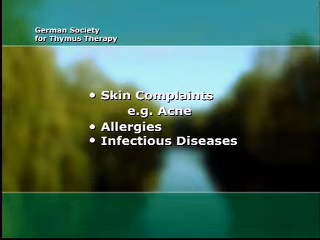 German Society
for Thymus Therapy
• Skin Complaints
e.g. Acne
• Allergies
• Infectious Diseases